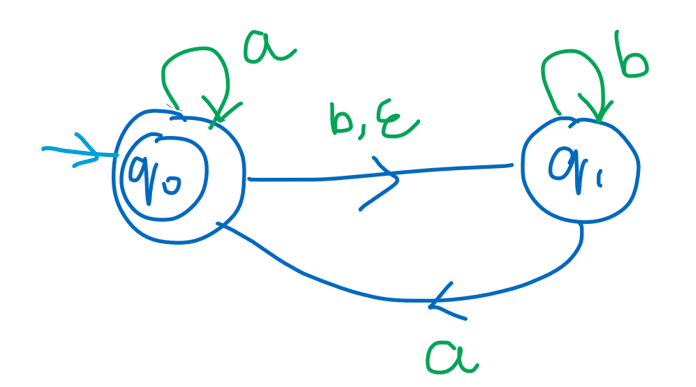 a
b
b, ε
q₀
q₁
a